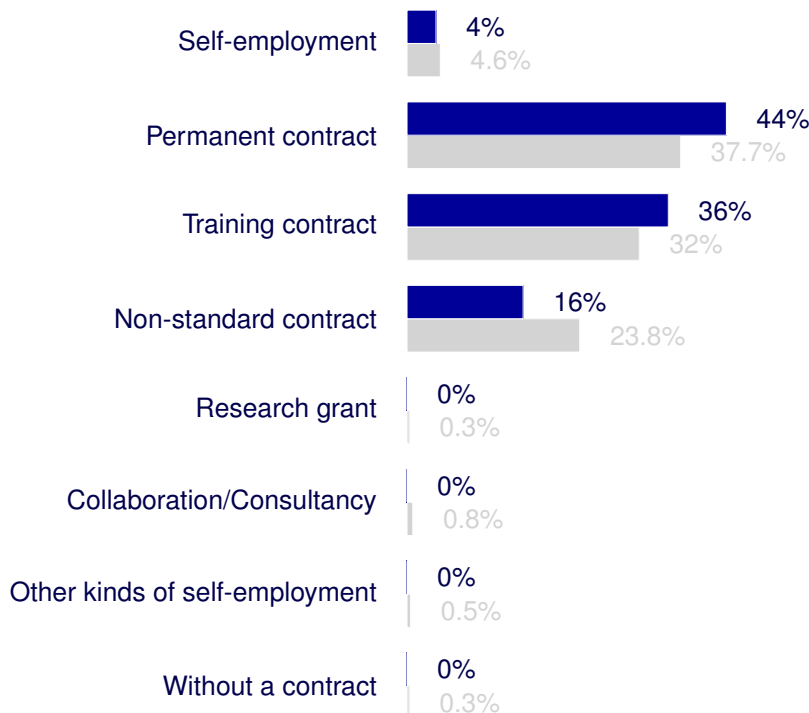 Self-employment
4%
4.6%
Permanent contract
44%
37.7%
Training contract
36%
32%
Non-standard contract
16%
23.8%
Research grant
0%
0.3%
Collaboration/Consultancy
0%
0.8%
Other kinds of self-employment
0%
0.5%
Without a contract
0%
0.3%